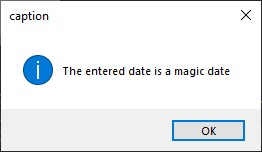 caption
The entered date is a magic date
OK